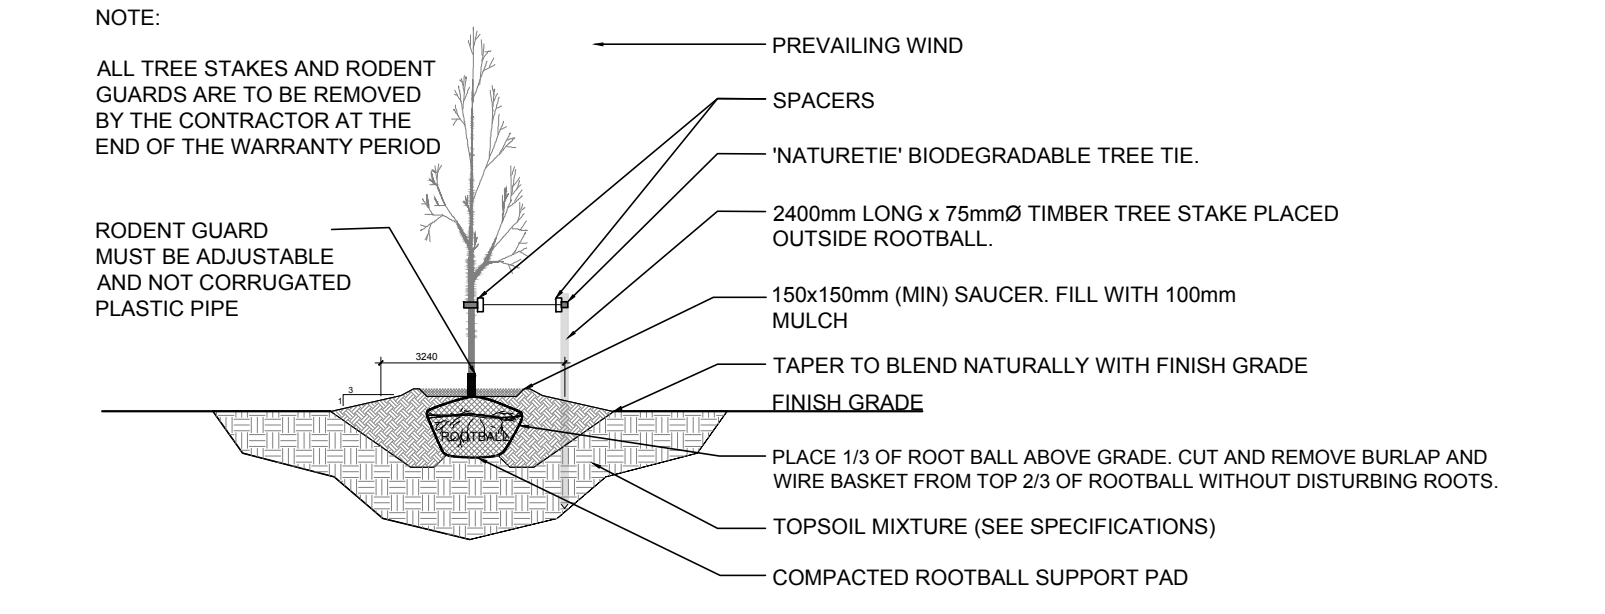 NOTE:
ALL TREE STAKES AND RODENT
GUARDS ARE TO BE REMOVED
BY THE CONTRACTOR AT THE
END OF THE WARRANTY PERIOD
RODENT GUARD
MUST BE ADJUSTABLE
AND NOT CORRUGATED
PLASTIC PIPE
3240
3
1
ROOTBALL
PREVAILING WIND
SPACERS
'NATURETIE' BIODEGRADABLE TREE TIE.
2400mm LONG x 75mmØ TIMBER TREE STAKE PLACED
OUTSIDE ROOTBALL.
150x150mm (MIN) SAUCER. FILL WITH 100mm
MULCH
TAPER TO BLEND NATURALLY WITH FINISH GRADE
FINISH GRADE
PLACE 1/3 OF ROOT BALL ABOVE GRADE. CUT AND REMOVE BURLAP AND
WIRE BASKET FROM TOP 2/3 OF ROOTBALL WITHOUT DISTURBING ROOTS.
TOPSOIL MIXTURE (SEE SPECIFICATIONS)
COMPACTED ROOTBALL SUPPORT PAD